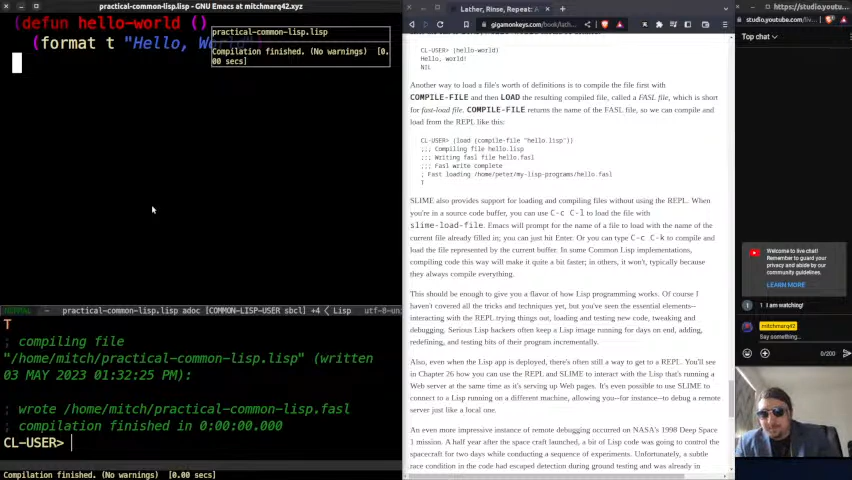 practical-common-lisp.lisp - GNU Emacs at mitchmarq42.xyz
(defun hello-world ()
(format t "Hello, W
practical-common-lisp.lisp
Compilation finished. (No warnings) [0.
00 secs]
practical-common-lisp.lisp adoc [COMMON-LISP-USER sbcl] +4 ( Lisp utf-8-un
T
; compiling file
"/home/mitch/practical-common-lisp.lisp" (written
03 MAY 2023 01:32:25 PM):
; wrote /home/mitch/practical-common-lisp.fasl
; compilation finished in 0:00:00.000
CL-USER>
Compilation finished. (No warnings) [0.00 secs]
Lather, Rinse, Repeat: A
gigamonkeys.com/book/lath
CL-USER> (hello-world)
Hello, world!
NIL
Another way to load a file's worth of definitions is to compile the file first with
COMPILE-FILE and then LOAD the resulting compiled file, called a FASL file, which is short
for fast-load file. COMPILE-FILE returns the name of the FASL file, so we can compile and
load from the REPL like this:
CL-USER> (load (compile-file "hello.lisp"))
;;; Compiling file hello.lisp
;;; Writing fasl file hello.fasl
;;; Fasl write complete
; Fast loading /home/peter/my-lisp-programs/hello.fasl
T
SLIME also provides support for loading and compiling files without using the REPL. When
you're in a source code buffer, you can use C-c C-l to load the file with
slime-load-file. Emacs will prompt for the name of a file to load with the name of the
current file already filled in; you can just hit Enter. Or you can type C-c C-k to compile and
load the file represented by the current buffer. In some Common Lisp implementations,
compiling code this way will make it quite a bit faster; in others, it won't, typically because
they always compile everything.
This should be enough to give you a flavor of how Lisp programming works. Of course I
haven't covered all the tricks and techniques yet, but you've seen the essential elements--
interacting with the REPL trying things out, loading and testing new code, tweaking and
debugging. Serious Lisp hackers often keep a Lisp image running for days on end, adding,
redefining, and testing bits of their program incrementally.
Also, even when the Lisp app is deployed, there's often still a way to get to a REPL. You'll see
in Chapter 26 how you can use the REPL and SLIME to interact with the Lisp that's running a
Web server at the same time as it's serving up Web pages. It's even possible to use SLIME to
connect to a Lisp running on a different machine, allowing you--for instance--to debug a remote
server just like a local one.
An even more impressive instance of remote debugging occurred on NASA's 1998 Deep Space
1 mission. A half year after the space craft launched, a bit of Lisp code was going to control the
spacecraft for two days while conducting a sequence of experiments. Unfortunately, a subtle
race condition in the code had escaped detection during ground testing and was already in
https://studio.youtu
studio.youtu
Top chat
Welcome to live chat!
Remember to guard your
privacy and abide by our
community guidelines.
LEARN MORE
1
1 I am watching!
mitchmarq42
Say something...
0/200